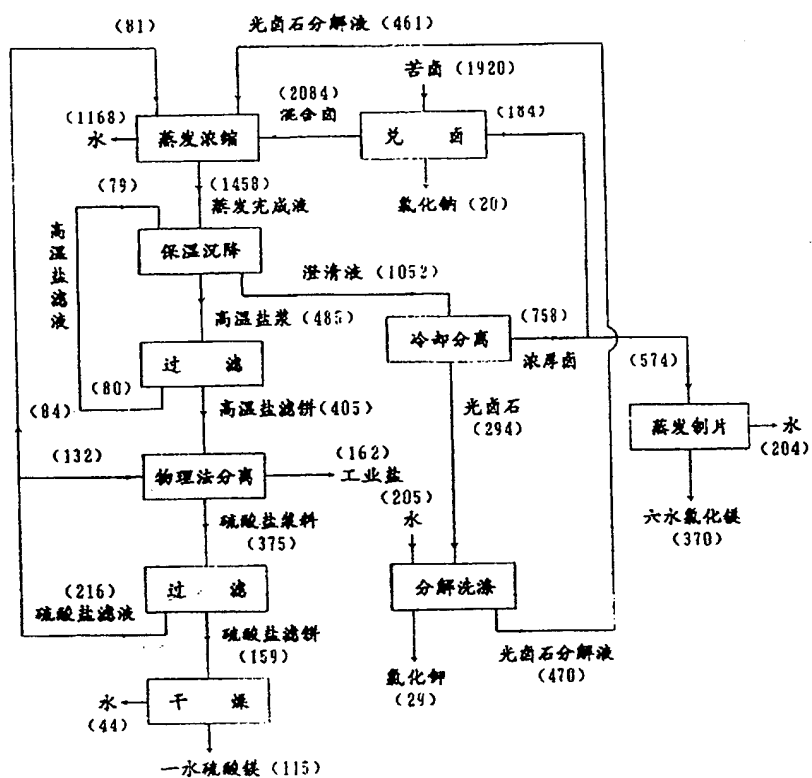 (81)
光卤石分解液 (461)
苦卤 (1920)
(2084)
混合卤
(184)
(1168)
水
蒸发浓缩
兑 卤
(79)
(1458)
蒸发完成液
氯化钠 (20)
高温盐滤液
保温沉降
澄清液 (1052)
高温盐浆 (485)
冷却分离
(758)
浓厚卤
(574)
过 滤
(80)
(84)
高温盐滤饼 (405)
光卤石
(294)
蒸发刨片
水
(204)
(132)
物理法分离
(162)
工业盐
(205)
水
六水氯化镁
(370)
硫酸盐浆料
(375)
(216)
硫酸盐滤液
过 滤
分解洗涤
硫酸盐滤饼
(159)
氯化钾
(29)
光卤石分解液
(470)
水
(44)
干 燥
一水硫酸镁 (115)